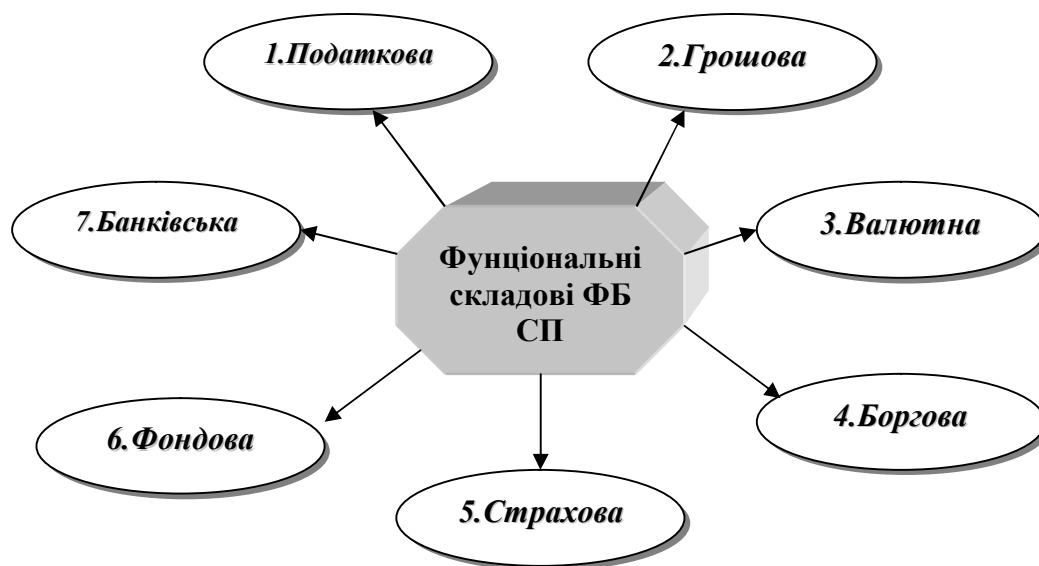 1.Податкова
2.Грошова
7.Банківська
Фунціональні
складові ФБ
СП
3.Валютна
6.Фондова
4.Боргова
5.Страхова